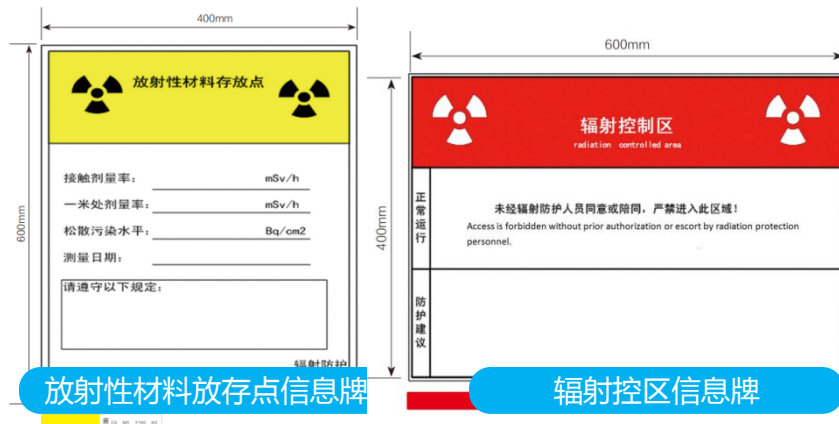 400mm
放射性材料存放点
接触剂量率： mSv/h
一米处剂量率： mSv/h
松散污染水平： Bq/cm2
测量日期：
请遵守以下规定：
辐射防护
600mm
放射性材料放存点信息牌
600mm
辐射控制区
radiation controlled area
正常运行
未经辐射防护人员同意或陪同，严禁进入此区域！
Access is forbidden without prior authorization or escort by radiation protection
personnel.
防护建议
400mm
辐射控区信息牌